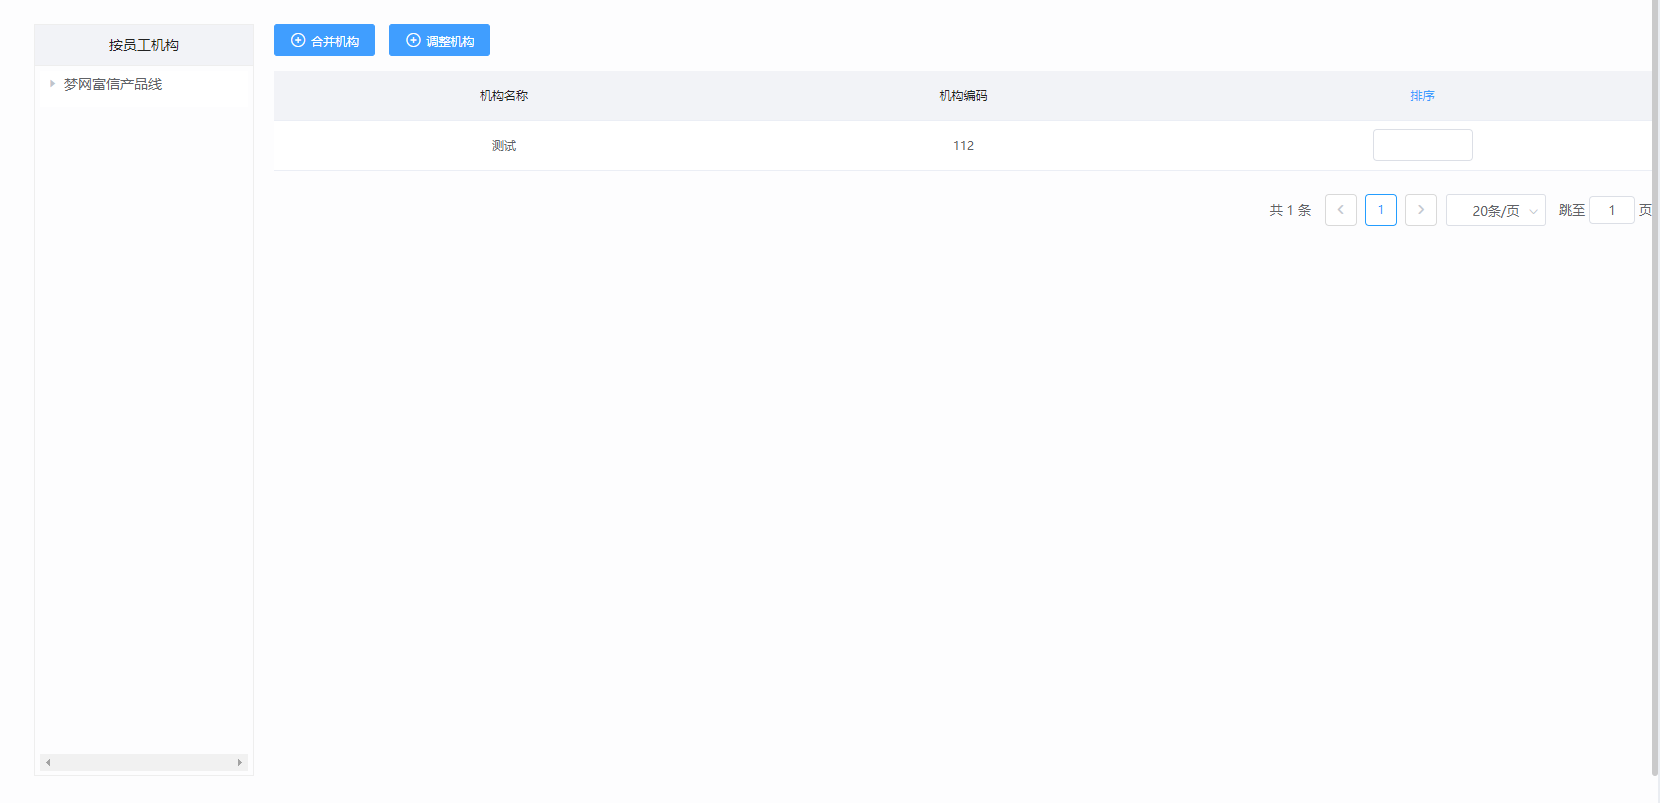 按员工机构
梦网富信产品线
合并机构 调整机构
机构名称 机构编码 排序
测试 112
共 1 条 1 20条/页 跳至 1 页